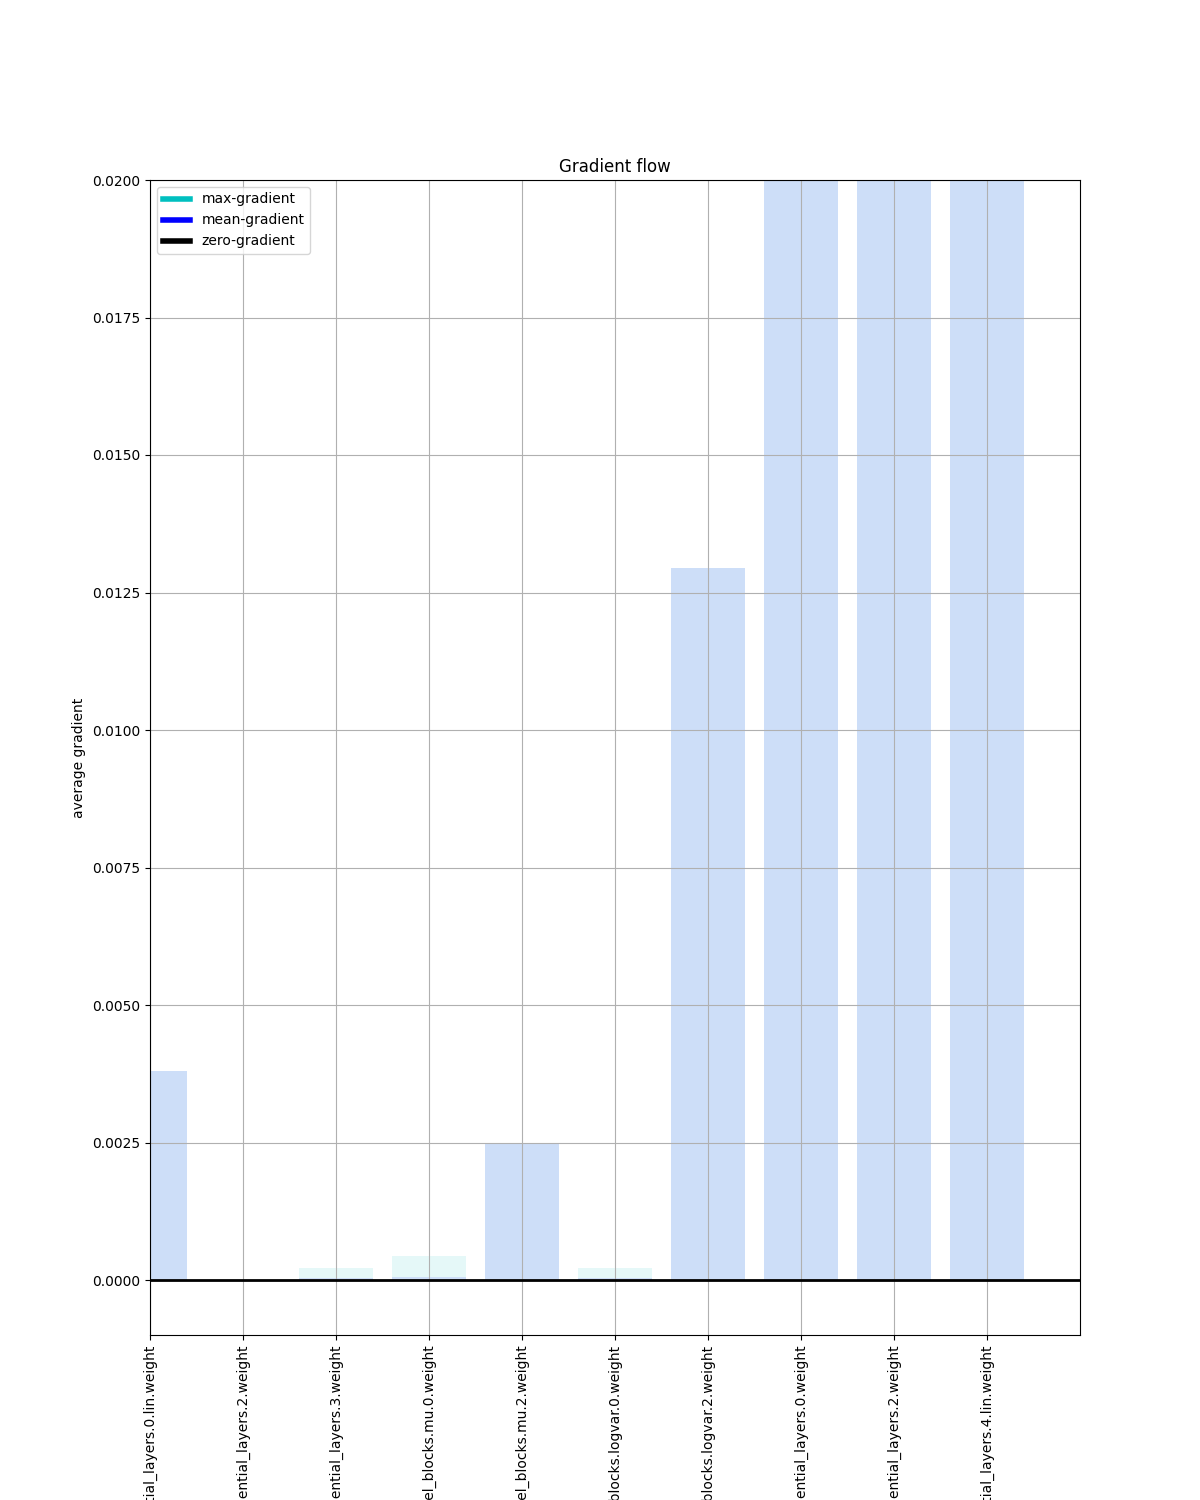 Gradient flow
max-gradient
mean-gradient
zero-gradient
0.0200
0.0175
0.0150
0.0125
0.0100
0.0075
0.0050
0.0025
0.0000
average gradient
tial_layers.0.lin.weight
ential_layers.2.weight
ential_layers.3.weight
el_blocks.mu.0.weight
el_blocks.mu.2.weight
blocks.logvar.0.weight
blocks.logvar.2.weight
ential_layers.0.weight
ential_layers.2.weight
tial_layers.4.lin.weight